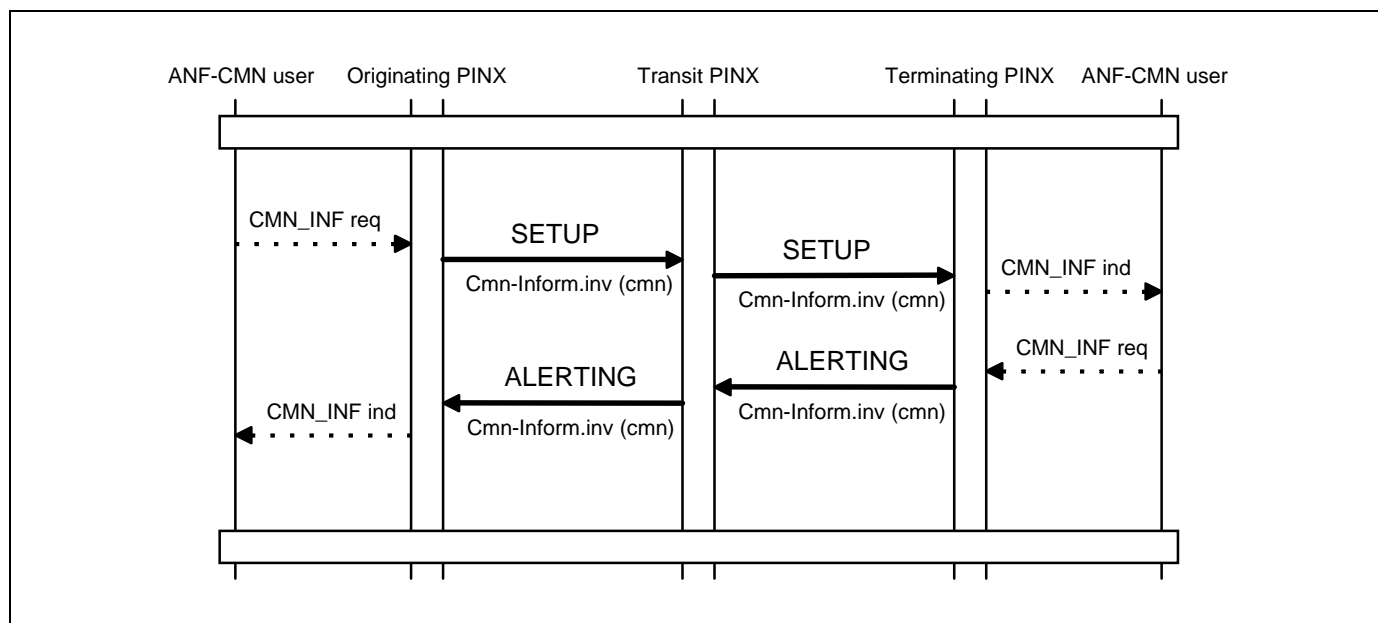 ANF-CMN user Originating PINX Transit PINX Terminating PINX ANF-CMN user
CMN_INF req
SETUP
SETUP
Cmn-Inform.inv (cmn)
CMN_INF ind
Cmn-Inform.inv (cmn)
CMN_INF req
ALERTING
ALERTING
CMN_INF ind
Cmn-Inform.inv (cmn)
Cmn-Inform.inv (cmn)